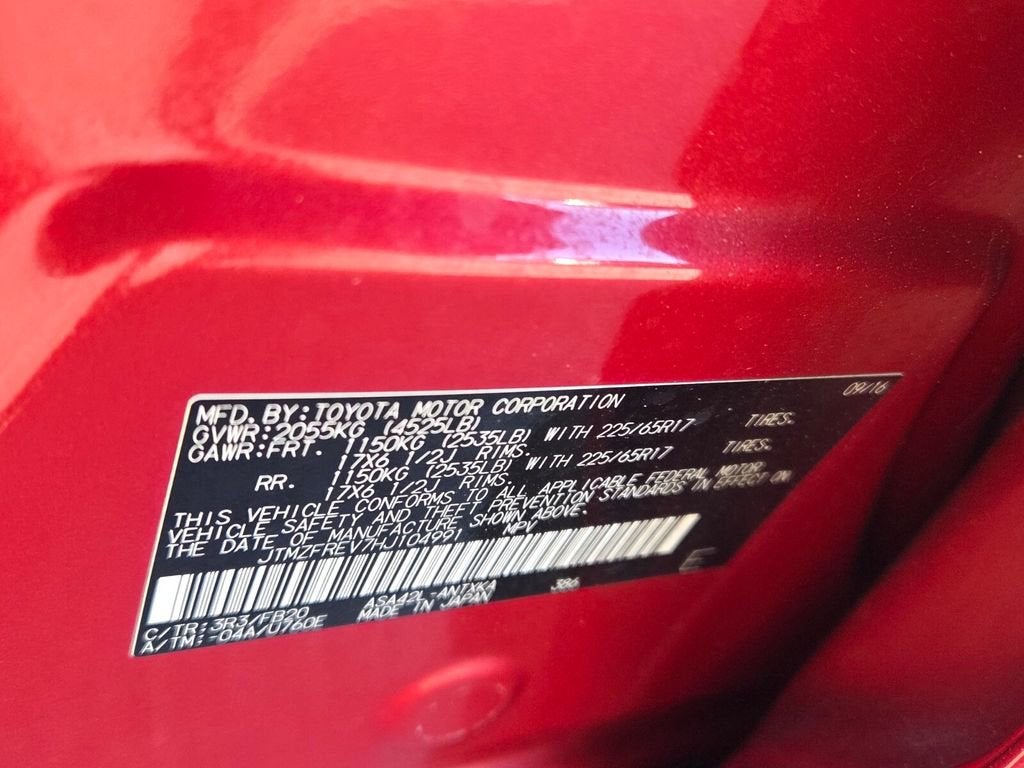 MFD. BY: TOYOTA MOTOR CORPORATION 09/16
GVWR: 2055KG (4525LB)
GAWR: FRT. 1150KG (2535LB) WITH 225/65R17 TIRES.
17X6 1/2J RIMS.
RR. 1150KG (2535LB) WITH 225/65R17 TIRES.
17X6 1/2J RIMS.
THIS VEHICLE CONFORMS TO ALL APPLICABLE FEDERAL MOTOR
VEHICLE SAFETY AND THEFT PREVENTION STANDARDS IN EFFECT ON
THE DATE OF MANUFACTURE SHOWN ABOVE.
JTMZFREV7HJ104991 MPV
C/TR: 3R3/FB20 ASA42L-ANTXKA 386 E
A/TM: -04A/U760E MADE IN JAPAN